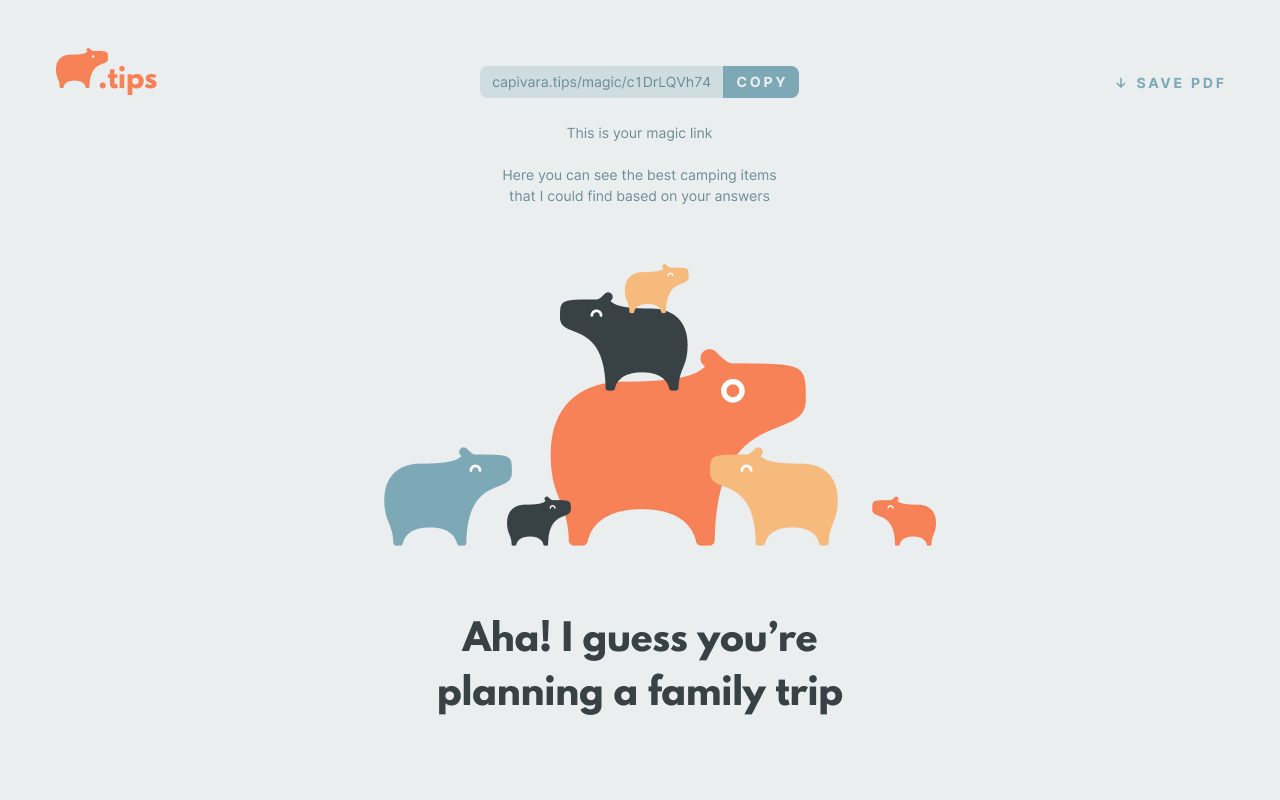 .tips
capivara.tips/magic/c1DrLQVh74
COPY
↓ SAVE PDF
This is your magic link
Here you can see the best camping items
that I could find based on your answers
Aha! I guess you’re
planning a family trip